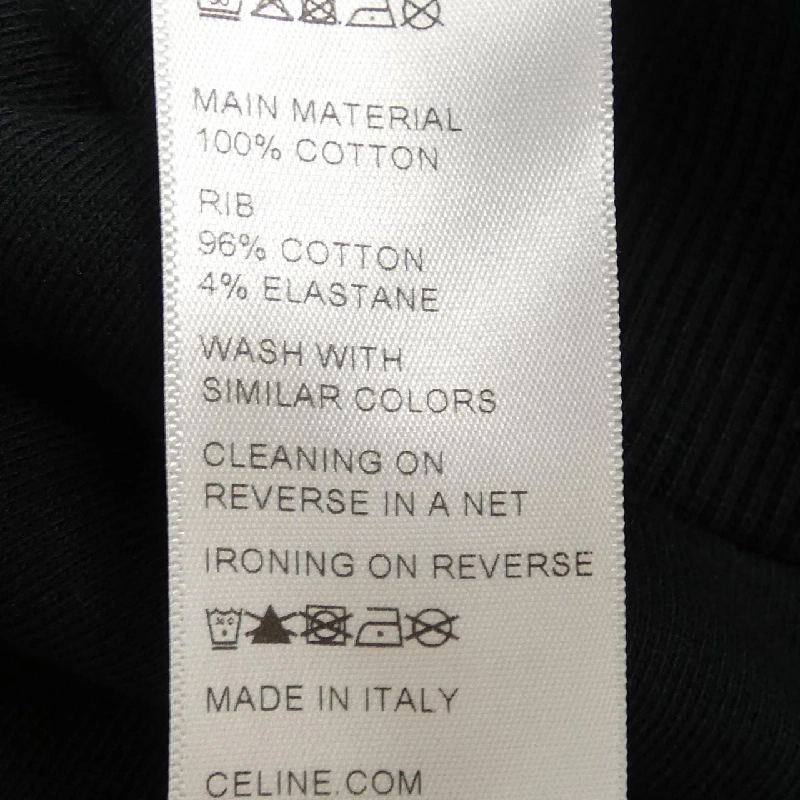 MAIN MATERIAL
100% COTTON
RIB
96% COTTON
4% ELASTANE
WASH WITH
SIMILAR COLORS
CLEANING ON
REVERSE IN A NET
IRONING ON REVERSE
MADE IN ITALY
CELINE.COM